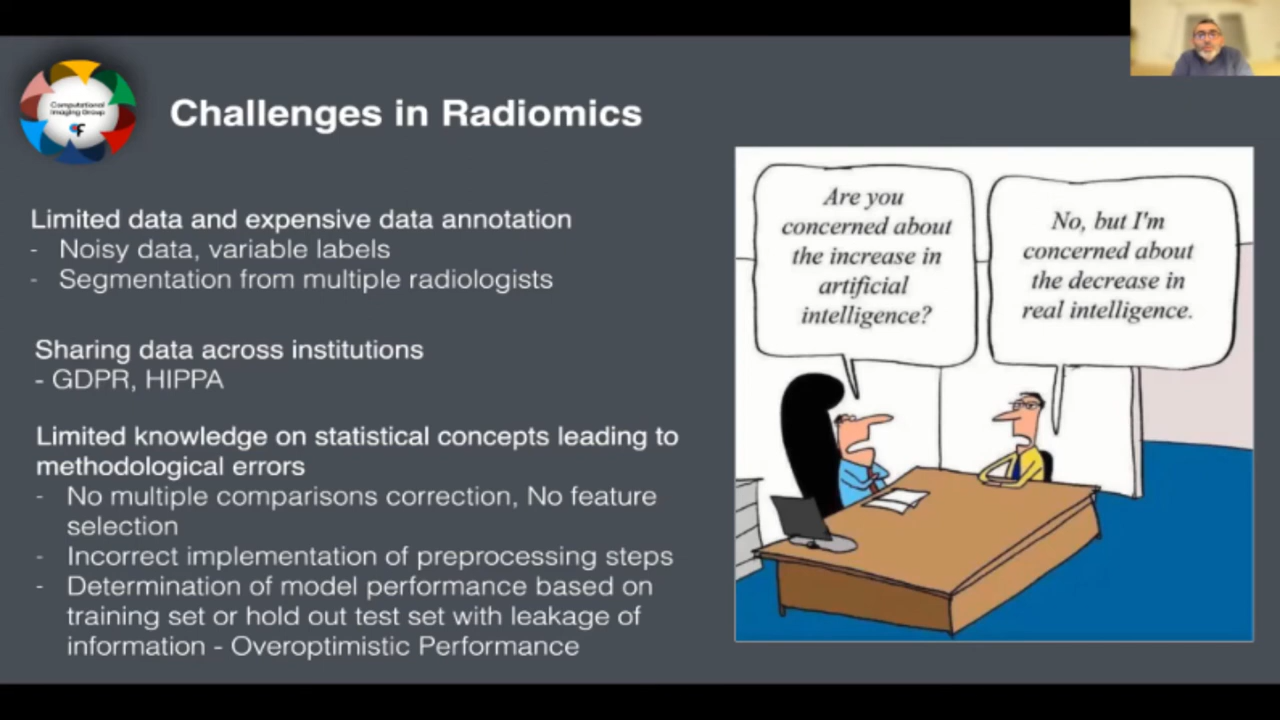 Computational
Imaging Group
Challenges in Radiomics
Limited data and expensive data annotation
- Noisy data, variable labels
- Segmentation from multiple radiologists
Sharing data across institutions
- GDPR, HIPPA
Limited knowledge on statistical concepts leading to
methodological errors
- No multiple comparisons correction, No feature
selection
- Incorrect implementation of preprocessing steps
- Determination of model performance based on
training set or hold out test set with leakage of
information - Overoptimistic Performance
Are you
concerned about
the increase in
artificial
intelligence?
No, but I'm
concerned about
the decrease in
real intelligence.